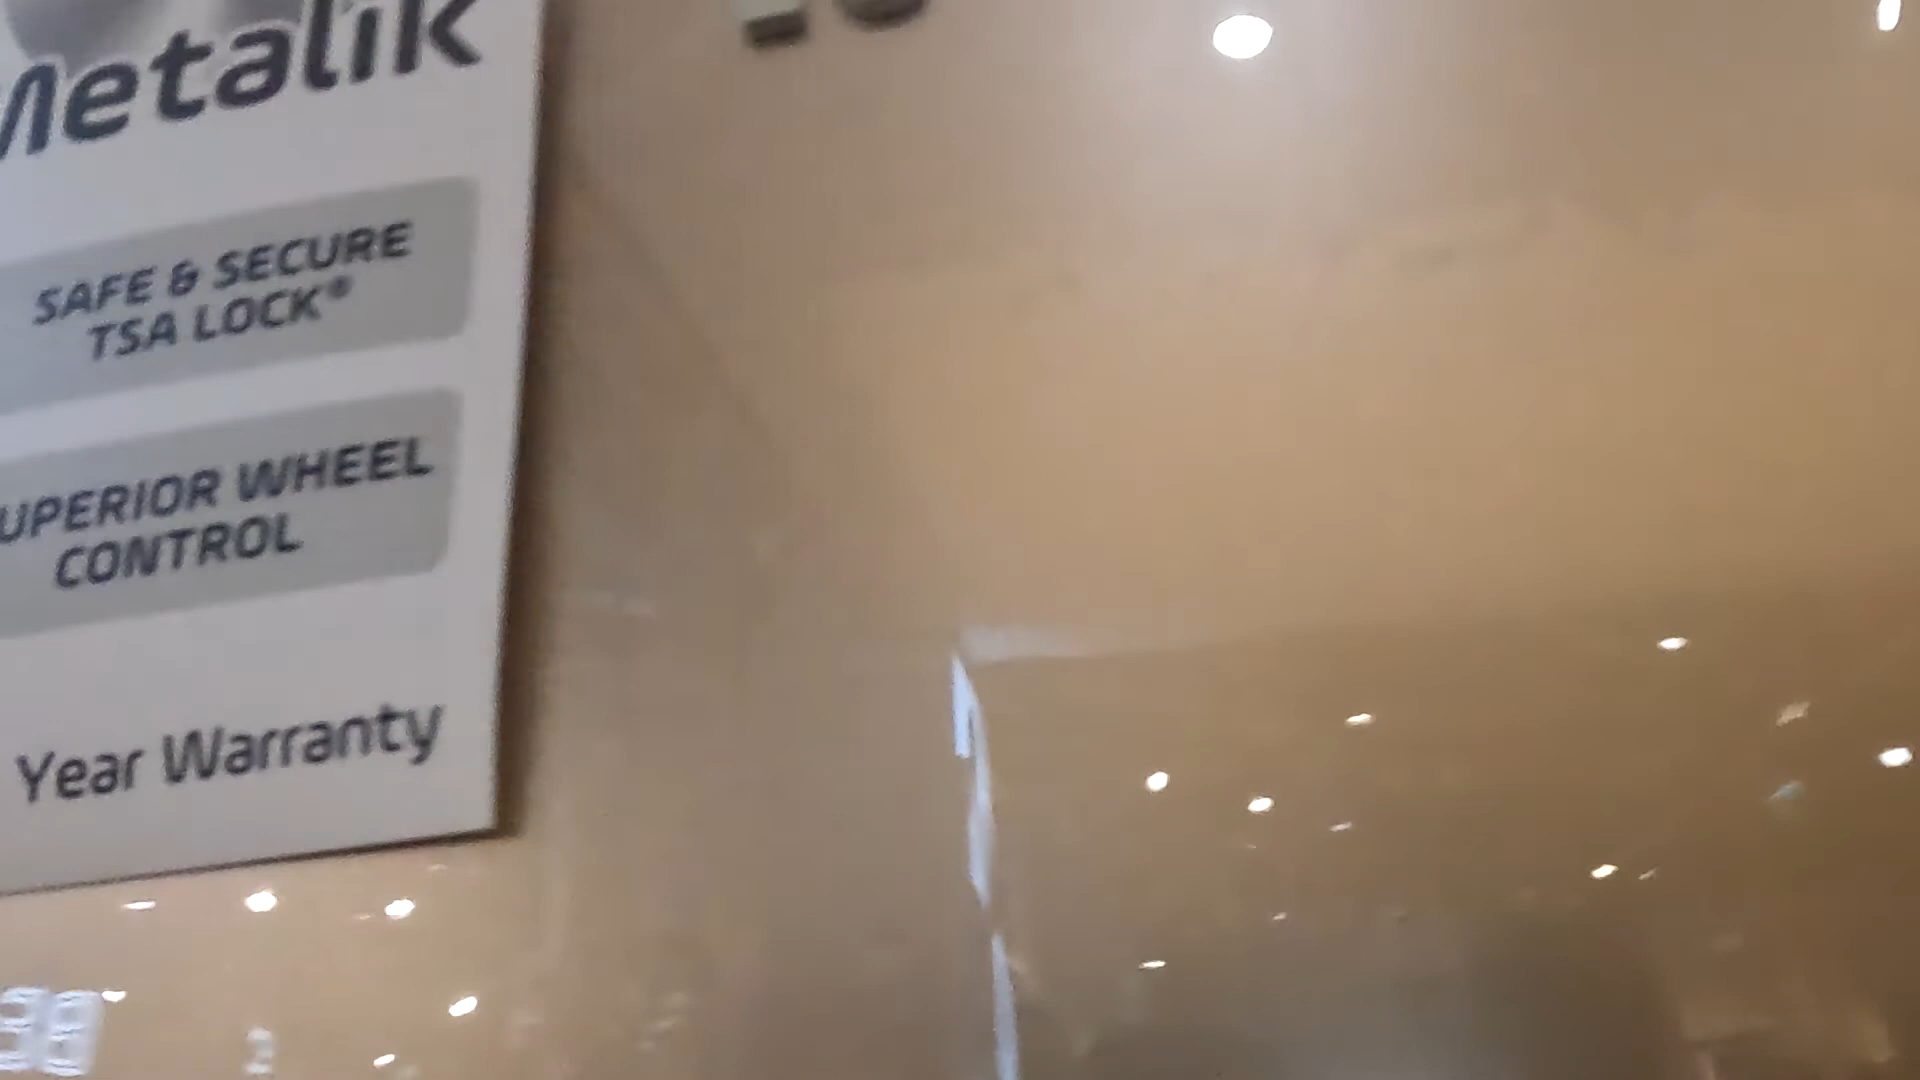 Metalik
SAFE & SECURE
TSA LOCK®
UPERIOR WHEEL
CONTROL
Year Warranty